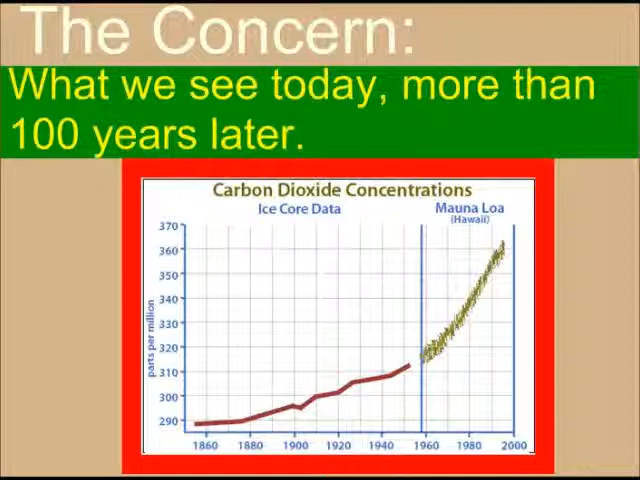 The Concern:
What we see today, more than
100 years later.
Carbon Dioxide Concentrations
Ice Core Data
Mauna Loa
(Hawaii)
parts per million
370
360
350
340
330
320
310
300
290
1860 1880 1900 1920 1940 1960 1980 2000